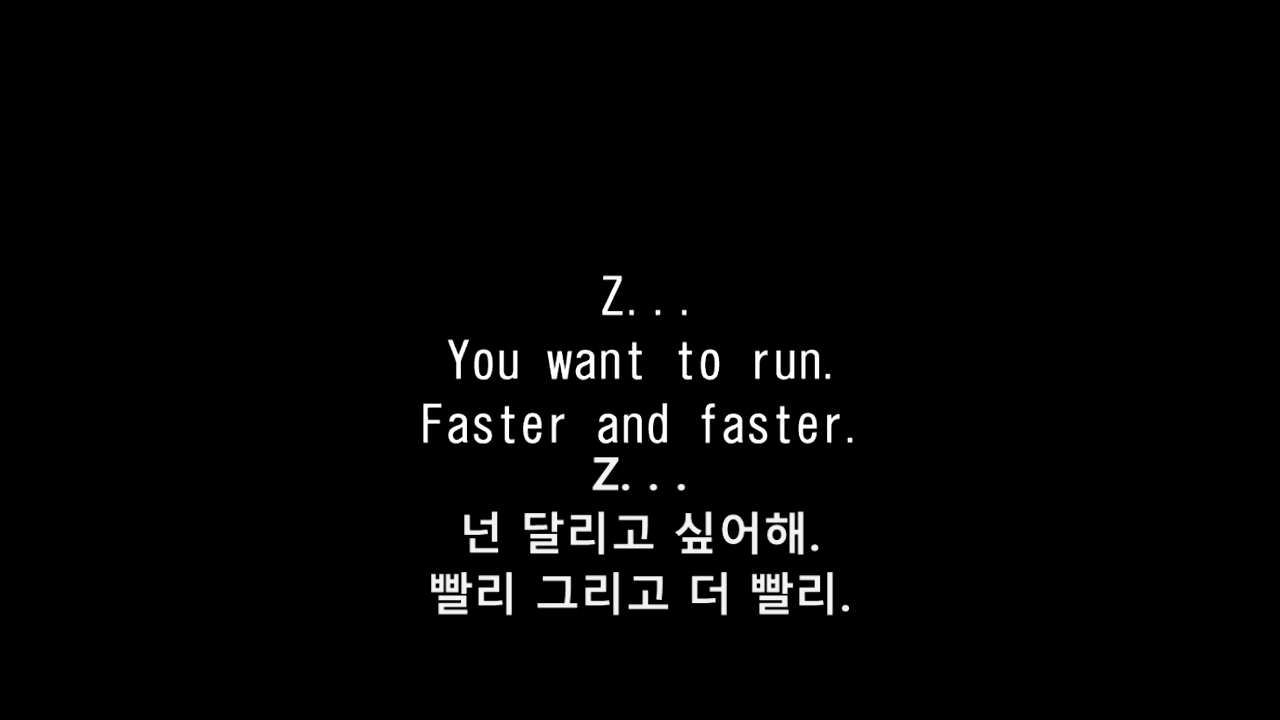 Z...
You want to run.
Faster and faster.
Z...
넌 달리고 싶어해.
빨리 그리고 더 빨리.